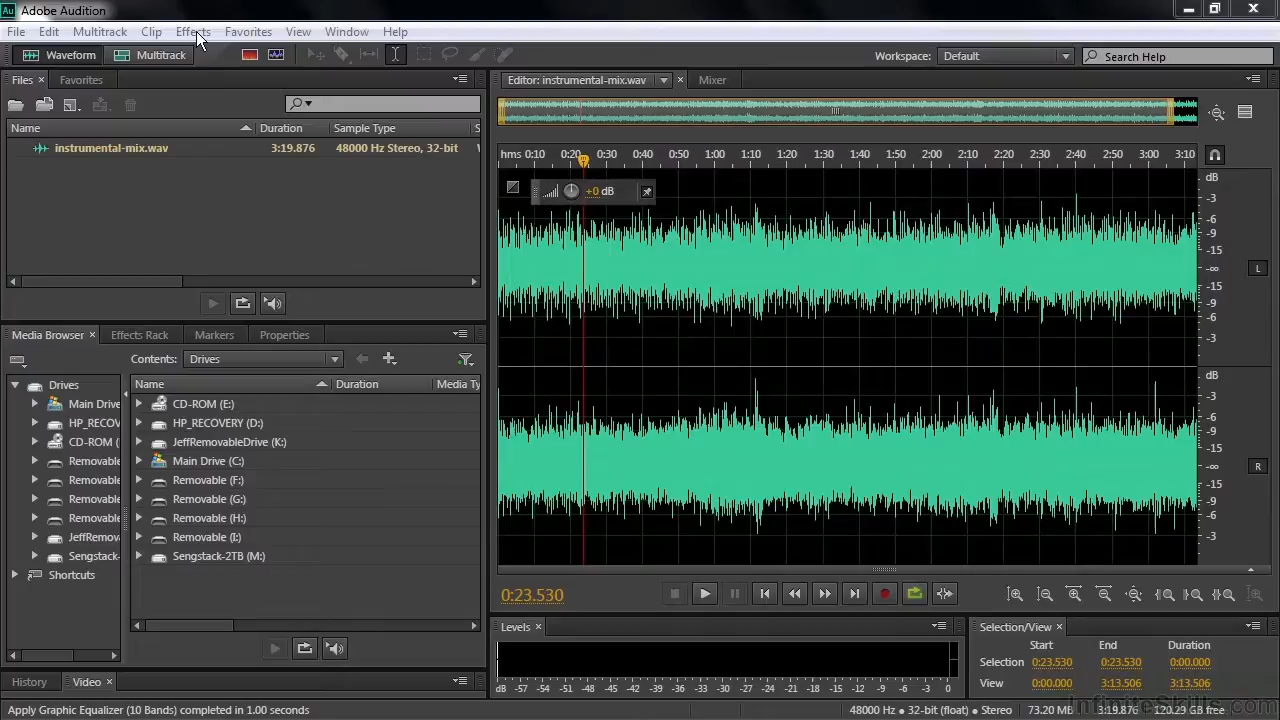 Au Adobe Audition
File Edit Multitrack Clip Effects Favorites View Window Help
Waveform Multitrack Workspace: Default Search Help
Files × Favorites
Name Duration Sample Type S
instrumental-mix.wav 3:19.876 48000 Hz Stereo, 32-bit
Media Browser × Effects Rack Markers Properties
Contents: Drives
Drives
Main Drive
HP_RECOV
CD-ROM (
Removable
Removable
Removable
Removable
JeffRemova
Sengstack-
Shortcuts
Name Duration Media Ty
CD-ROM (E:)
HP_RECOVERY (D:)
JeffRemovableDrive (K:)
Main Drive (C:)
Removable (F:)
Removable (G:)
Removable (H:)
Removable (I:)
Sengstack-2TB (M:)
History Video ×
Editor: instrumental-mix.wav × Mixer
hms 0:10 0:20 0:30 0:40 0:50 1:00 1:10 1:20 1:30 1:40 1:50 2:00 2:10 2:20 2:30 2:40 2:50 3:00 3:10
+0 dB
dB
-3
-6
-9
-15
-∞
-15
-9
-6
-3
L
dB
-3
-6
-9
-15
-∞
-15
-9
-6
-3
R
0:23.530
Levels ×
dB -57 -54 -51 -48 -45 -42 -39 -36 -33 -30 -27 -24 -21 -18 -15 -12 -9 -6 -3 0
Selection/View ×
Start End Duration
Selection 0:23.530 0:23.530 0:00.000
View 0:00.000 3:13.506 3:13.506
Apply Graphic Equalizer (10 Bands) completed in 1.00 seconds
48000 Hz ● 32-bit (float) ● Stereo 73.20 MB 3:19.876 120.29 GB free
InfiniteSkills.com